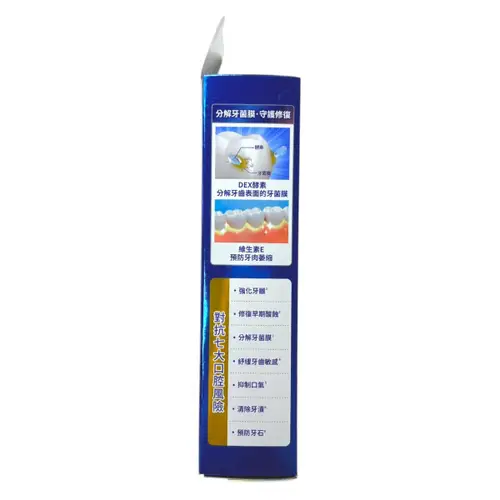 分解牙菌膜・守護修復
酵素
牙菌膜
DEX酵素
分解牙齒表面的牙菌膜
維生素E
預防牙肉萎縮
對抗七大口腔風險
・強化牙齦⁺
・修復早期酸蝕⁺
・分解牙菌膜⁺
・紓緩牙齒敏感⁺
・抑制口氣⁺
・清除牙漬⁺
・預防牙石⁺